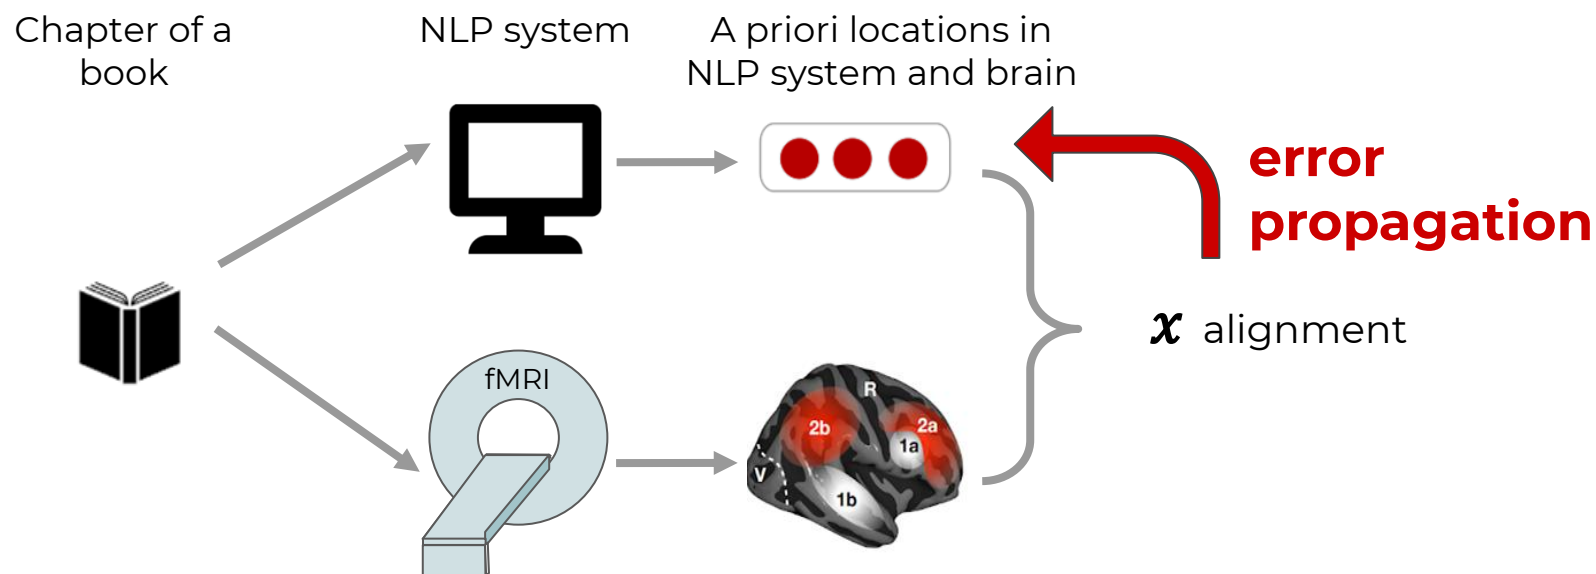 Chapter of a
book
NLP system
A priori locations in
NLP system and brain
error
propagation
x alignment
fMRI
R
2b
2a
1a
V
1b